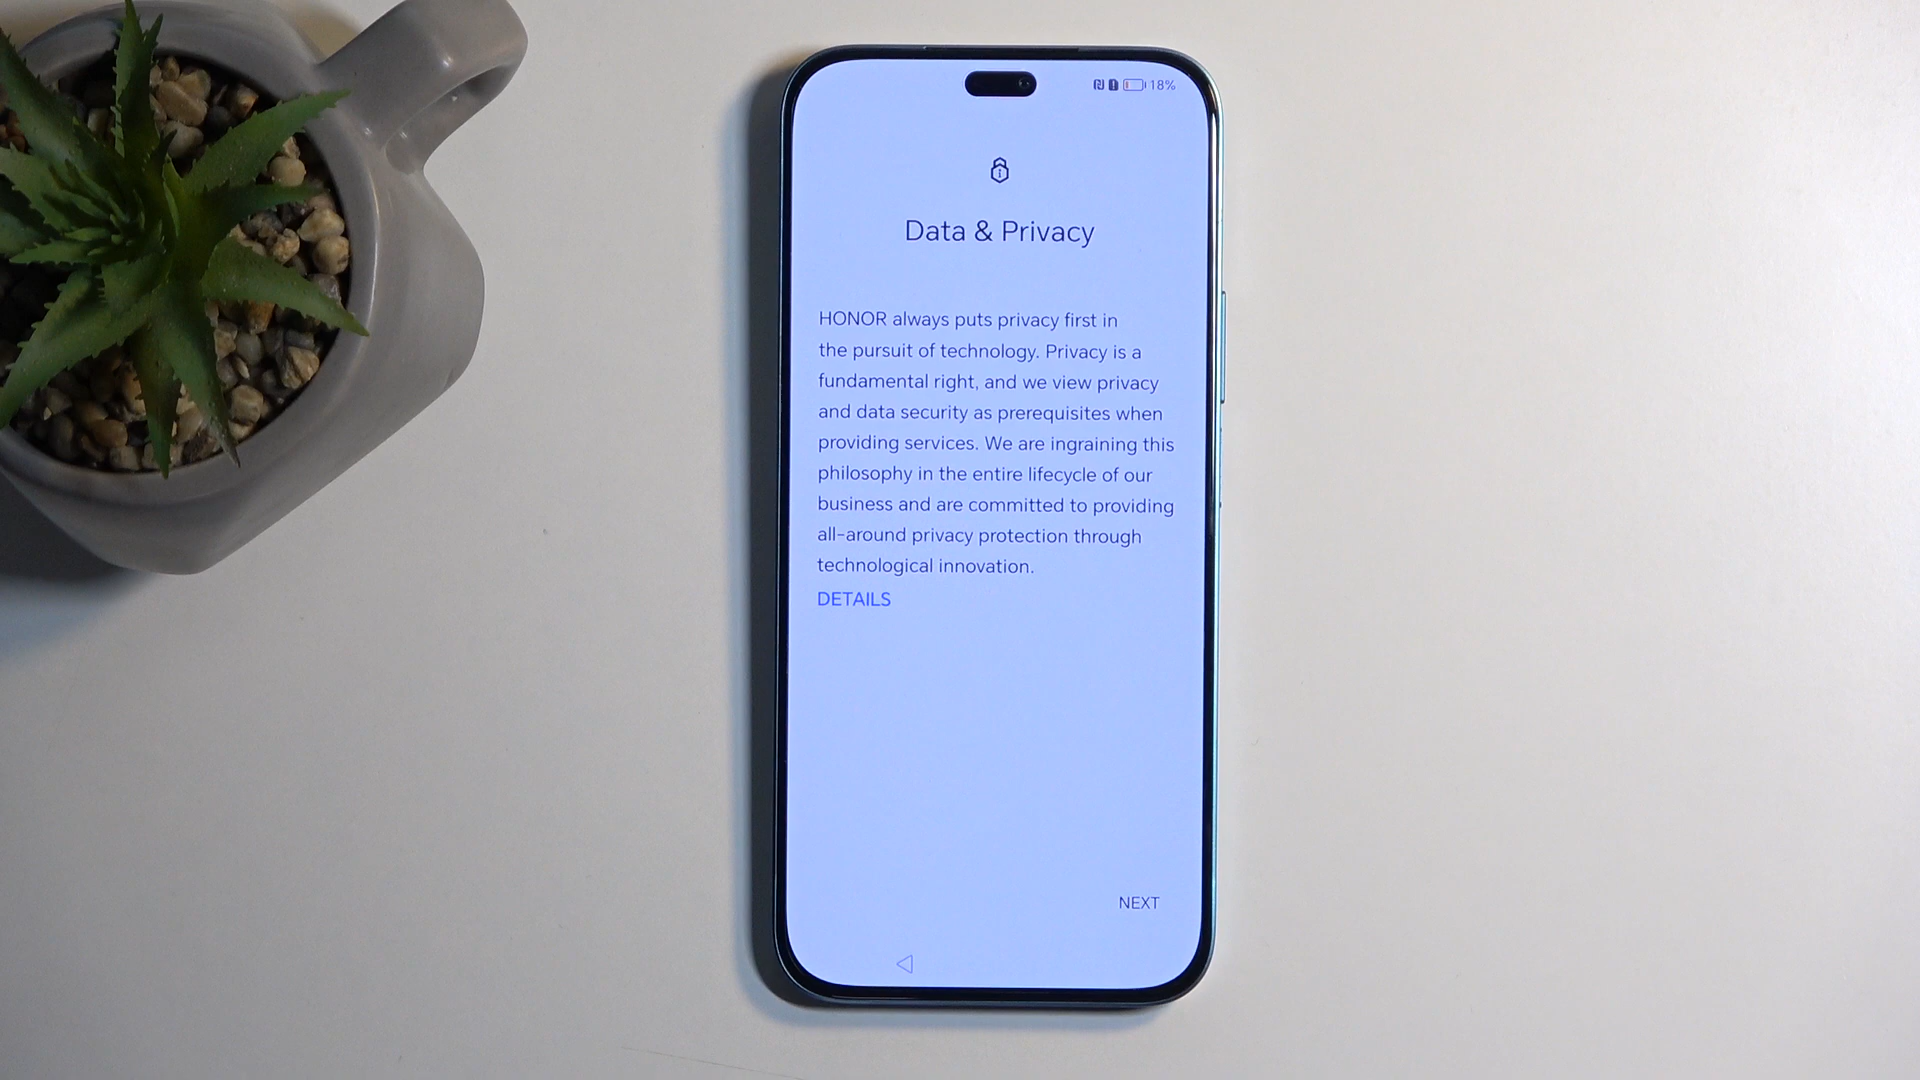 18%
Data & Privacy
HONOR always puts privacy first in
the pursuit of technology. Privacy is a
fundamental right, and we view privacy
and data security as prerequisites when
providing services. We are ingraining this
philosophy in the entire lifecycle of our
business and are committed to providing
all-around privacy protection through
technological innovation.
DETAILS
NEXT